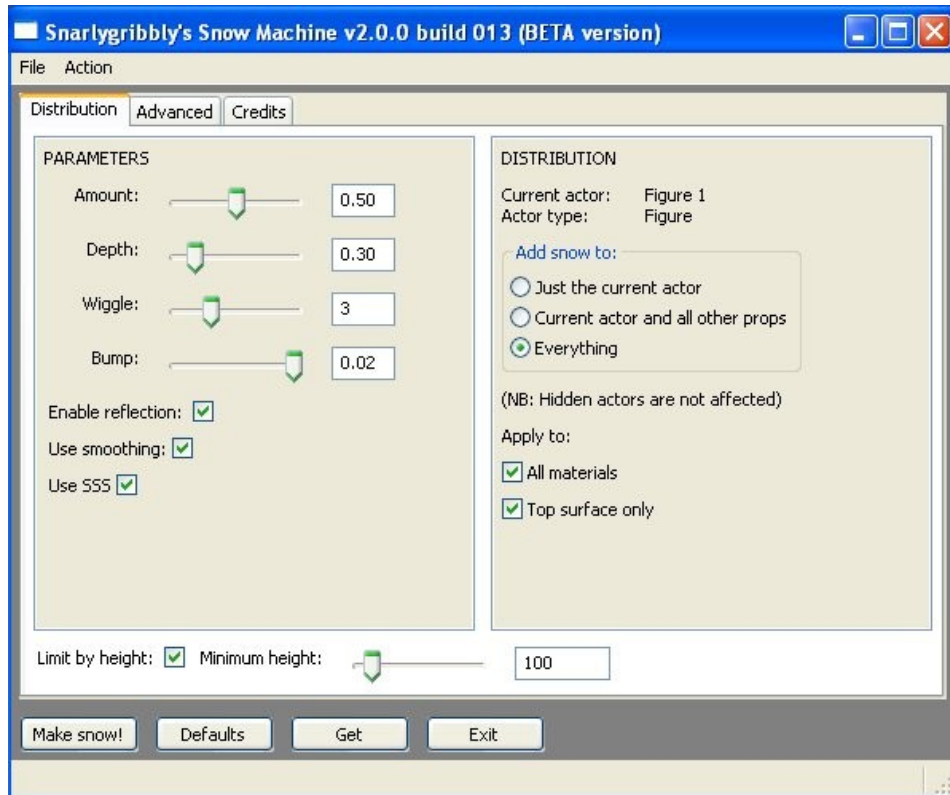 Snarlygribbly's Snow Machine v2.0.0 build 013 (BETA version)
File Action
Distribution Advanced Credits
PARAMETERS
Amount: 0.50
Depth: 0.30
Wiggle: 3
Bump: 0.02
Enable reflection:
Use smoothing:
Use SSS
DISTRIBUTION
Current actor: Figure 1
Actor type: Figure
Add snow to:
Just the current actor
Current actor and all other props
Everything
(NB: Hidden actors are not affected)
Apply to:
All materials
Top surface only
Limit by height: Minimum height: 100
Make snow! Defaults Get Exit